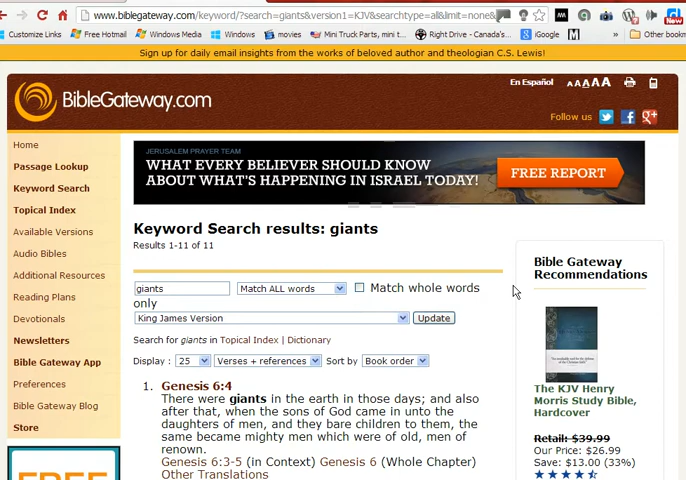 www.biblegateway.com/keyword/?search=giants&version1=KJV&searchtype=all&limit=none&
Customize Links Free Hotmail Windows Media Windows movies Mini Truck Parts, mini t... Right Drive - Canada's... iGoogle Other bookm
New
Sign up for daily email insights from the works of beloved author and theologian C.S. Lewis!
BibleGateway.com
En Español A A A A
Follow us
Home
Passage Lookup
Keyword Search
Topical Index
Available Versions
Audio Bibles
Additional Resources
Reading Plans
Devotionals
Newsletters
Bible Gateway App
Preferences
Bible Gateway Blog
Store
FREE
JERUSALEM PRAYER TEAM
WHAT EVERY BELIEVER SHOULD KNOW
ABOUT WHAT'S HAPPENING IN ISRAEL TODAY!
FREE REPORT
Keyword Search results: giants
Results 1-11 of 11
giants Match ALL words Match whole words
only
King James Version Update
Search for giants in Topical Index | Dictionary
Display : 25 Verses + references Sort by Book order
1. Genesis 6:4
There were giants in the earth in those days; and also
after that, when the sons of God came in unto the
daughters of men, and they bare children to them, the
same became mighty men which were of old, men of
renown.
Genesis 6:3-5 (in Context) Genesis 6 (Whole Chapter)
Other Translations
Bible Gateway
Recommendations
The KJV Henry
Morris Study Bible,
Hardcover
Retail: $39.99
Our Price: $26.99
Save: $13.00 (33%)